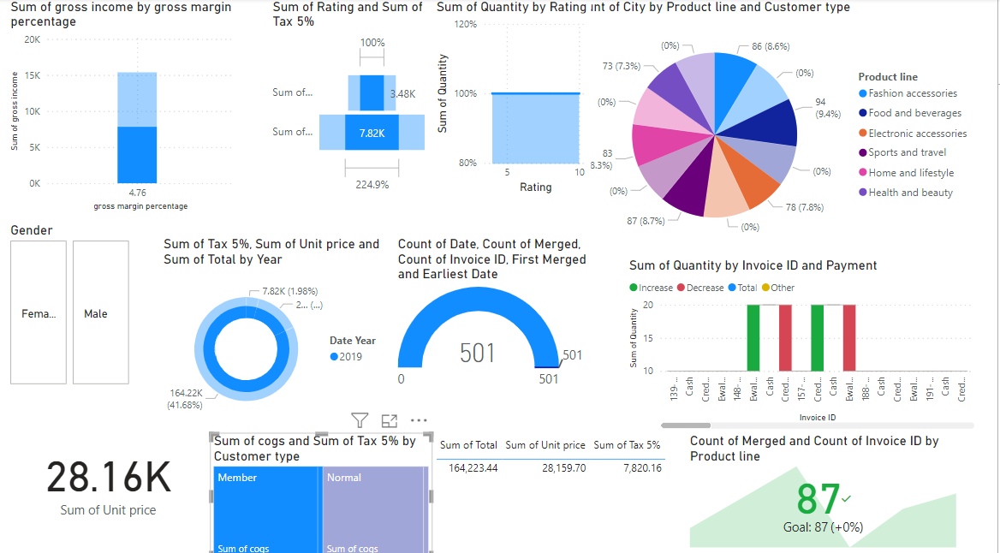 Sum of gross income by gross margin
percentage
20K
15K
10K
5K
0K
Sum of gross income
4.76
gross margin percentage
Sum of Rating and Sum of
Tax 5%
100%
Sum of...
3.48K
Sum of...
7.82K
224.9%
Sum of Quantity by Rating
120%
100%
80%
Sum of Quantity
5
10
Rating
of City by Product line and Customer type
(0%)
86 (8.6%)
73 (7.3%)
(0%)
(0%)
94
(9.4%)
83
8.3%)
(0%)
(0%)
78 (7.8%)
87 (8.7%)
(0%)
Product line
Fashion accessories
Food and beverages
Electronic accessories
Sports and travel
Home and lifestyle
Health and beauty
Gender
Fema...
Male
Sum of Tax 5%, Sum of Unit price and
Sum of Total by Year
7.82K (1.98%)
2... (...)
164.22K
(41.68%)
Date Year
2019
Count of Date, Count of Merged,
Count of Invoice ID, First Merged
and Earliest Date
501
501
0
501
Sum of Quantity by Invoice ID and Payment
Increase
Decrease
Total
Other
20
15
10
Sum of Quantity
139-...
Cash
Cred...
Ewal...
148-...
Ewal...
Cash
Cred...
157-...
Cred...
Cash
Ewal...
188-...
Cash
Cred...
Ewal...
191-...
Cash
Cred...
Invoice ID
28.16K
Sum of Unit price
Sum of cogs and Sum of Tax 5% by
Customer type
Member
Normal
Sum of cogs
Sum of cogs
Sum of Total Sum of Unit price Sum of Tax 5%
164,223.44 28,159.70 7,820.16
Count of Merged and Count of Invoice ID by
Product line
87
Goal: 87 (+0%)